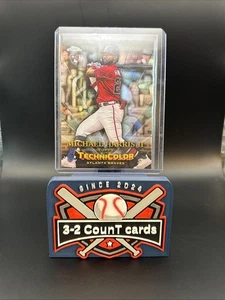 MICHAEL HARRIS II
TECHNICOLOR
ATLANTA BRAVES
SINCE 2024
3-2 CounT cards